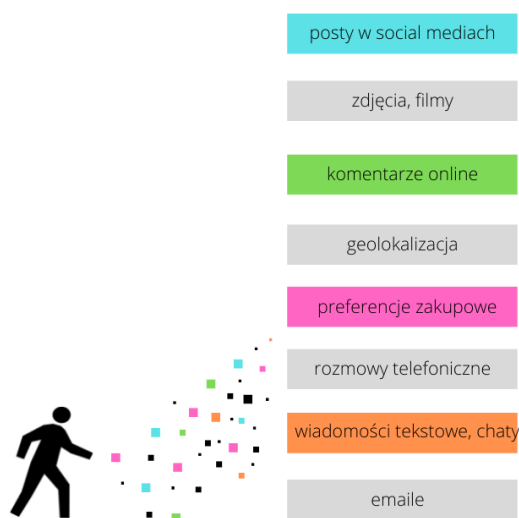 posty w social mediach
zdjęcia, filmy
komentarze online
geolokalizacja
preferencje zakupowe
rozmowy telefoniczne
wiadomości tekstowe, chaty
emaile